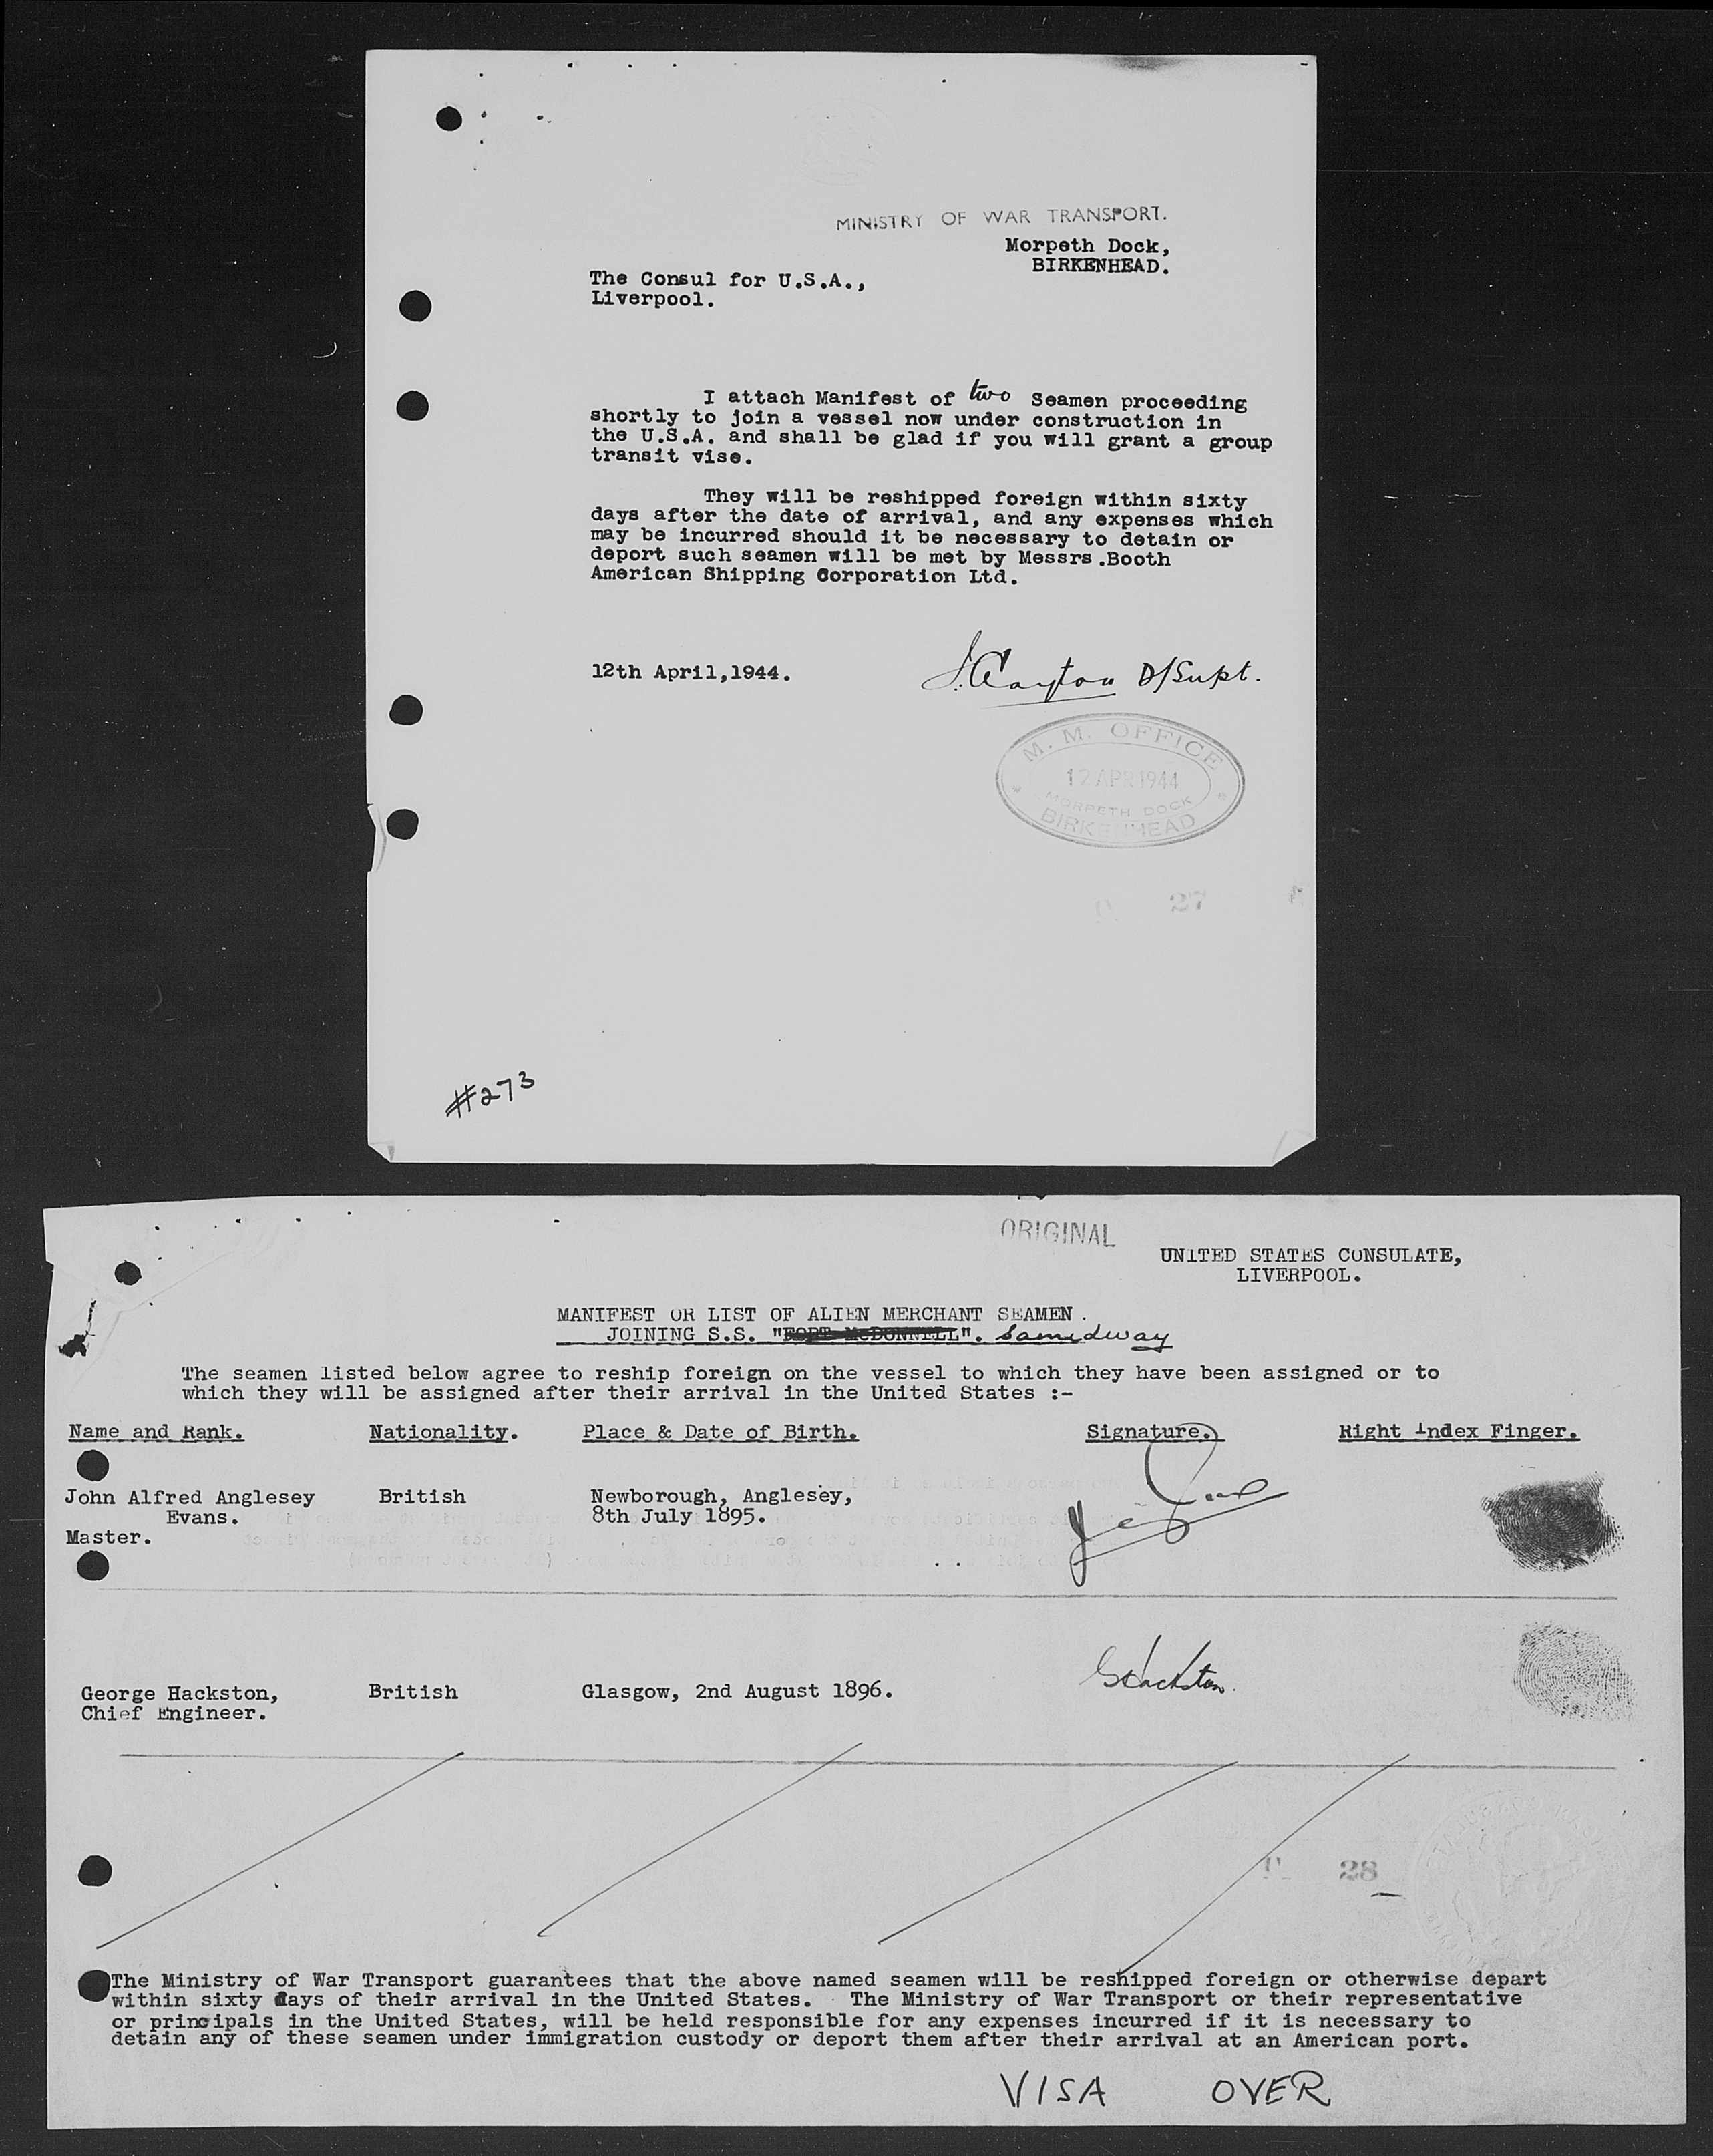 MINISTRY OF WAR TRANSPORT.
Morpeth Dock,
BIRKENHEAD.
The Consul for U.S.A.,
Liverpool.
I attach Manifest of two Seamen proceeding
shortly to join a vessel now under construction in
the U.S.A. and shall be glad if you will grant a group
transit vise.
They will be reshipped foreign within sixty
days after the date of arrival, and any expenses which
may be incurred should it be necessary to detain or
deport such seamen will be met by Messrs.Booth
American Shipping Corporation Ltd.
12th April,1944.
J. Clayton D/Supt.
M. M. OFFICE
12 APR 1944
MORPETH DOCK
BIRKENHEAD
#273
ORIGINAL
UNITED STATES CONSULATE,
LIVERPOOL.
MANIFEST OR LIST OF ALIEN MERCHANT SEAMEN.
JOINING S.S. "FORT McDONNELL". Samidway
The seamen listed below agree to reship foreign on the vessel to which they have been assigned or to
which they will be assigned after their arrival in the United States :-
Name and Rank. Nationality. Place & Date of Birth. Signature. Right Index Finger.
John Alfred Anglesey British Newborough, Anglesey,
Evans. 8th July 1895.
Master.
George Hackston, British Glasgow, 2nd August 1896. GHackston.
Chief Engineer.
28
The Ministry of War Transport guarantees that the above named seamen will be reshipped foreign or otherwise depart
within sixty days of their arrival in the United States. The Ministry of War Transport or their representative
or principals in the United States, will be held responsible for any expenses incurred if it is necessary to
detain any of these seamen under immigration custody or deport them after their arrival at an American port.
VISA OVER